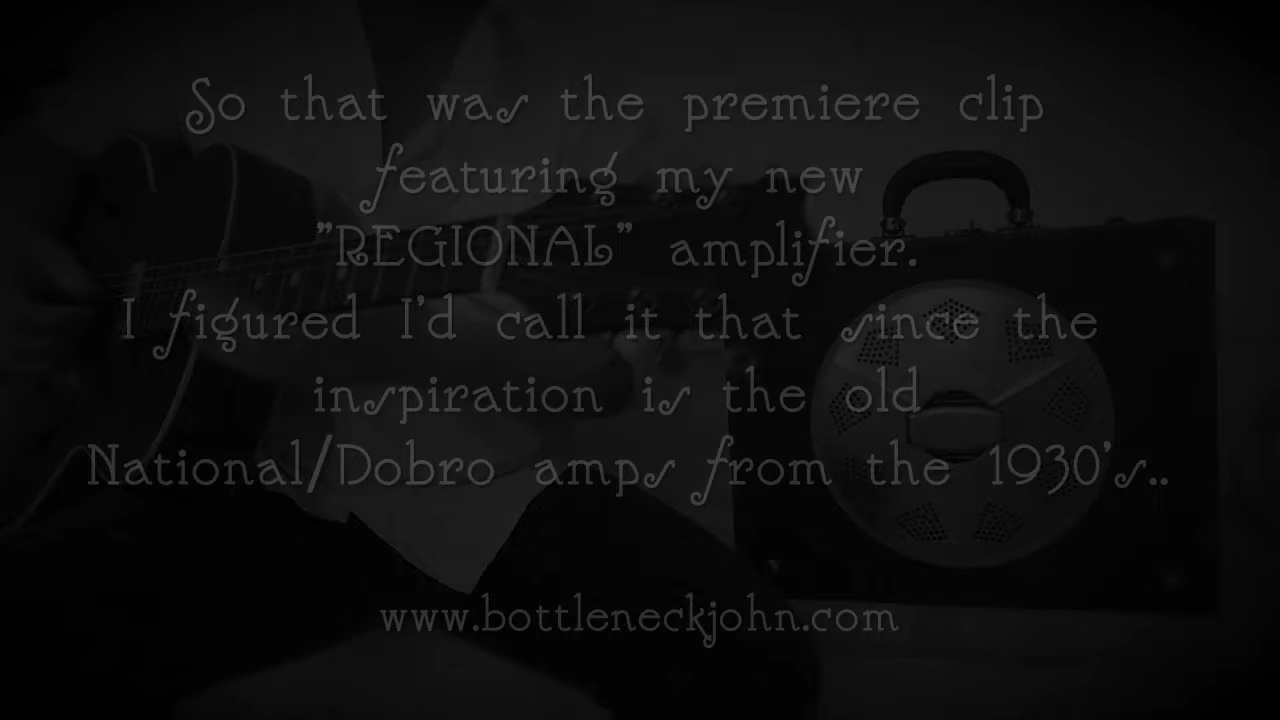 So that was the premiere clip
featuring my new
"REGIONAL" amplifier.
I figured I'd call it that since the
inspiration is the old
National/Dobro amps from the 1930's..
www.bottleneckjohn.com